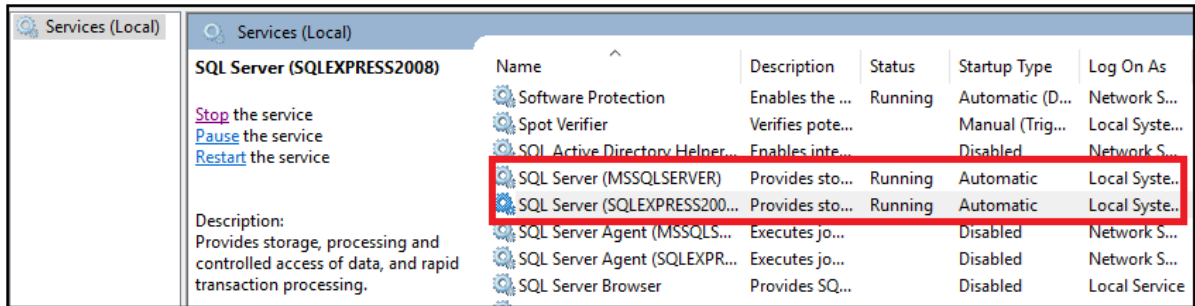 Services (Local)
Services (Local)
SQL Server (SQLEXPRESS2008)
Stop the service
Pause the service
Restart the service
Description:
Provides storage, processing and
controlled access of data, and rapid
transaction processing.
Name Description Status Startup Type Log On As
Software Protection Enables the ... Running Automatic (D... Network S...
Spot Verifier Verifies pote... Manual (Trig... Local Syste...
SQL Active Directory Helper... Enables inte... Disabled Network S...
SQL Server (MSSQLSERVER) Provides sto... Running Automatic Local Syste...
SQL Server (SQLEXPRESS200... Provides sto... Running Automatic Local Syste...
SQL Server Agent (MSSQLS... Executes jo... Disabled Network S...
SQL Server Agent (SQLEXPR... Executes jo... Disabled Network S...
SQL Server Browser Provides SQ... Disabled Local Service